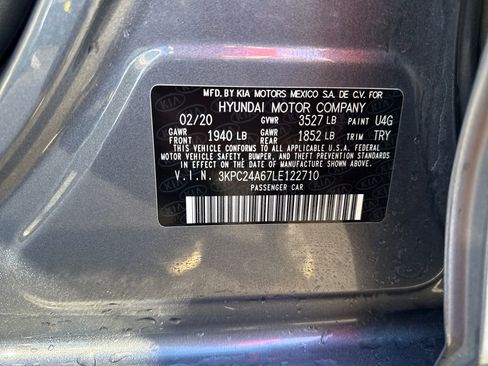 MFD. BY KIA MOTORS MEXICO S.A. DE C.V. FOR
HYUNDAI MOTOR COMPANY
02/20 GVWR 3527 LB PAINT U4G
GAWR FRONT 1940 LB GAWR REAR 1852 LB TRIM TRY
THIS VEHICLE CONFORMS TO ALL APPLICABLE FEDERAL
MOTOR VEHICLE SAFETY, BUMPER, AND THEFT PREVENTION STANDARDS
IN EFFECT ON THE DATE OF MANUFACTURE SHOWN ABOVE.
V.I.N. 3KPC24A67LE122710
PASSENGER CAR